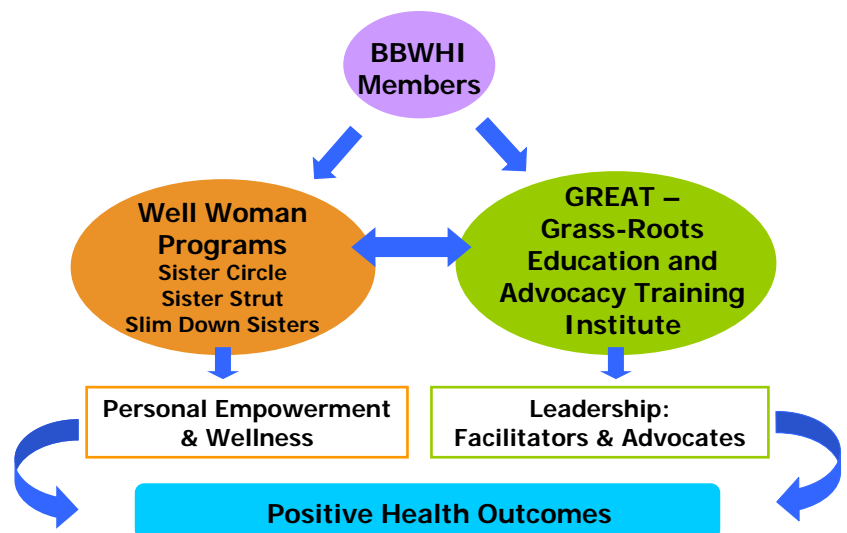 BBWHI
Members
Well Woman
Programs
Sister Circle
Sister Strut
Slim Down Sisters
GREAT –
Grass-Roots
Education and
Advocacy Training
Institute
Personal Empowerment
& Wellness
Leadership:
Facilitators & Advocates
Positive Health Outcomes